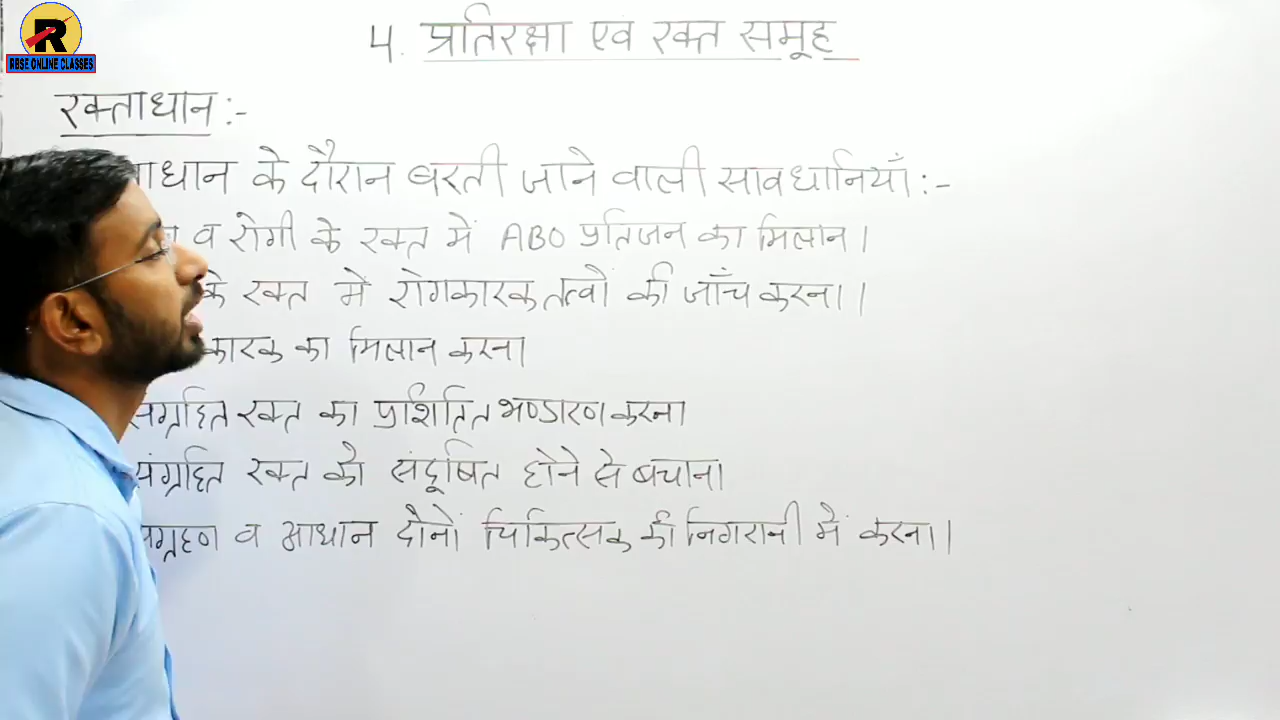 R
RBSE ONLINE CLASSES
4. प्रतिरक्षा एव रक्त समूह
रक्ताधान :-
ाधान के दौरान बरती जाने वाली सावधानियाँ :-
व रोगी के रक्त में ABO प्रतिजन का मिलान।
के रक्त में रोगकारक तत्वों की जाँच करना।
कारक का मिलान करना
संग्रहित रक्त का प्रशितित भण्डारण करना
संग्रहित रक्त को संदूषित होने से बचाना
संग्रहण व आधान दोनों चिकित्सक की निगरानी में करना।